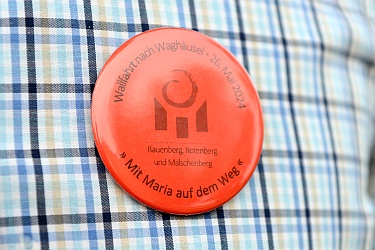 Wallfahrt nach Waghäusel • 26. Mai 2024
Rauenberg, Rotenberg
und Malschenberg
» Mit Maria auf dem Weg «